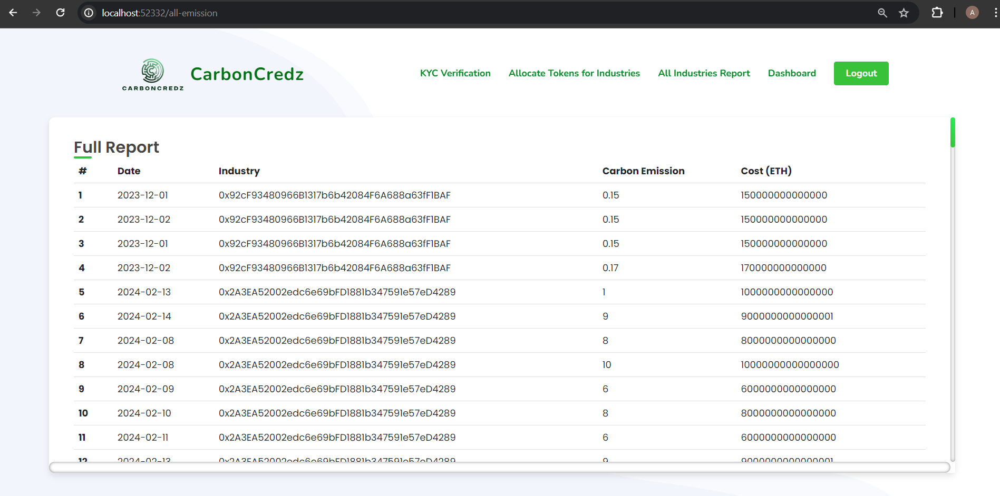 localhost:52332/all-emission
A
CARBONCREDZ
CarbonCredz
KYC Verification Allocate Tokens for Industries All Industries Report Dashboard Logout
Full Report
# Date Industry Carbon Emission Cost (ETH)
1 2023-12-01 0x92cF93480966B1317b6b42084F6A688a63fF1BAF 0.15 150000000000000
2 2023-12-02 0x92cF93480966B1317b6b42084F6A688a63fF1BAF 0.15 150000000000000
3 2023-12-01 0x92cF93480966B1317b6b42084F6A688a63fF1BAF 0.15 150000000000000
4 2023-12-02 0x92cF93480966B1317b6b42084F6A688a63fF1BAF 0.17 170000000000000
5 2024-02-13 0x2A3EA52002edc6e69bFD1881b347591e57eD4289 1 1000000000000000
6 2024-02-14 0x2A3EA52002edc6e69bFD1881b347591e57eD4289 9 9000000000000001
7 2024-02-08 0x2A3EA52002edc6e69bFD1881b347591e57eD4289 8 8000000000000000
8 2024-02-08 0x2A3EA52002edc6e69bFD1881b347591e57eD4289 10 10000000000000000
9 2024-02-09 0x2A3EA52002edc6e69bFD1881b347591e57eD4289 6 6000000000000000
10 2024-02-10 0x2A3EA52002edc6e69bFD1881b347591e57eD4289 8 8000000000000000
11 2024-02-11 0x2A3EA52002edc6e69bFD1881b347591e57eD4289 6 6000000000000000
12 2024-02-13 0x2A3EA52002edc6e69bFD1881b347591e57eD4289 9 9000000000000001